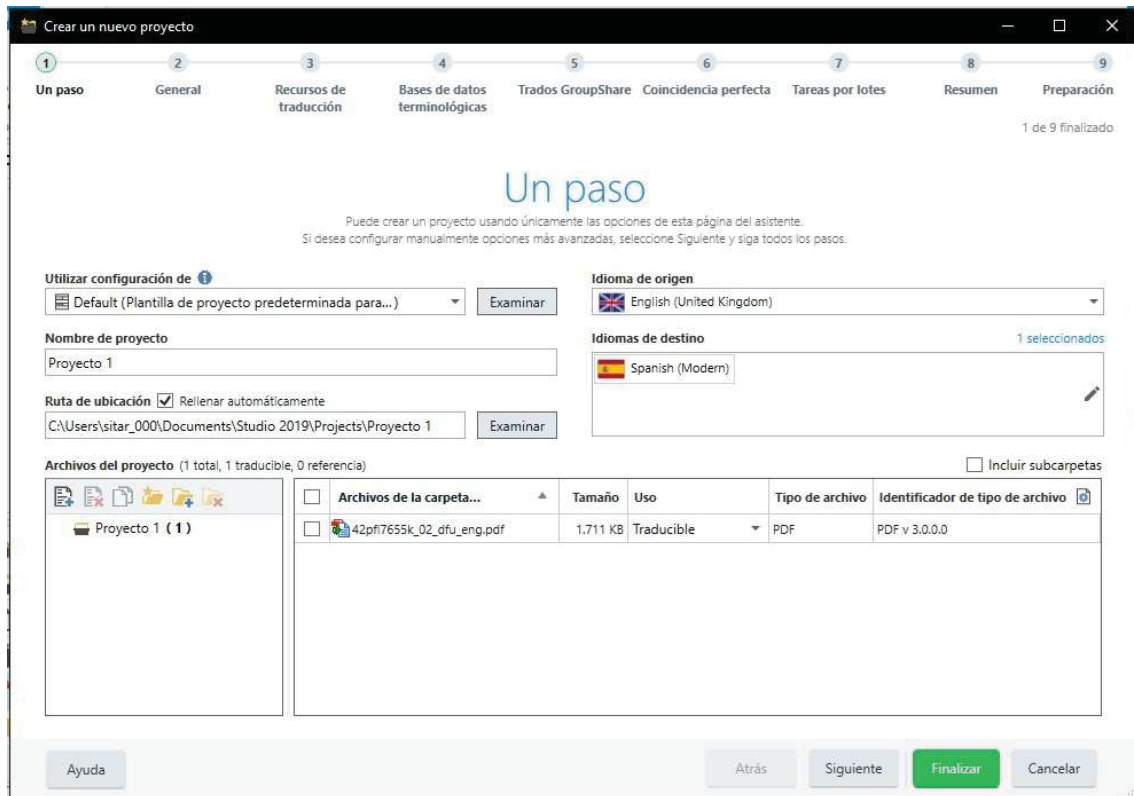 Crear un nuevo proyecto
1 2 3 4 5 6 7 8 9
Un paso General Recursos de traducción Bases de datos terminológicas Trados GroupShare Coincidencia perfecta Tareas por lotes Resumen Preparación
1 de 9 finalizado
Un paso
Puede crear un proyecto usando únicamente las opciones de esta página del asistente.
Si desea configurar manualmente opciones más avanzadas, seleccione Siguiente y siga todos los pasos.
Utilizar configuración de
Default (Plantilla de proyecto predeterminada para...) Examinar
Nombre de proyecto
Proyecto 1
Ruta de ubicación Rellenar automáticamente
C:\Users\sitar_000\Documents\Studio 2019\Projects\Proyecto 1 Examinar
Idioma de origen
English (United Kingdom)
Idiomas de destino 1 seleccionados
Spanish (Modern)
Archivos del proyecto (1 total, 1 traducible, 0 referencia) Incluir subcarpetas
Proyecto 1 (1)
Archivos de la carpeta... Tamaño Uso Tipo de archivo Identificador de tipo de archivo
42pfl7655k_02_dfu_eng.pdf 1.711 KB Traducible PDF PDF v 3.0.0.0
Ayuda Atrás Siguiente Finalizar Cancelar